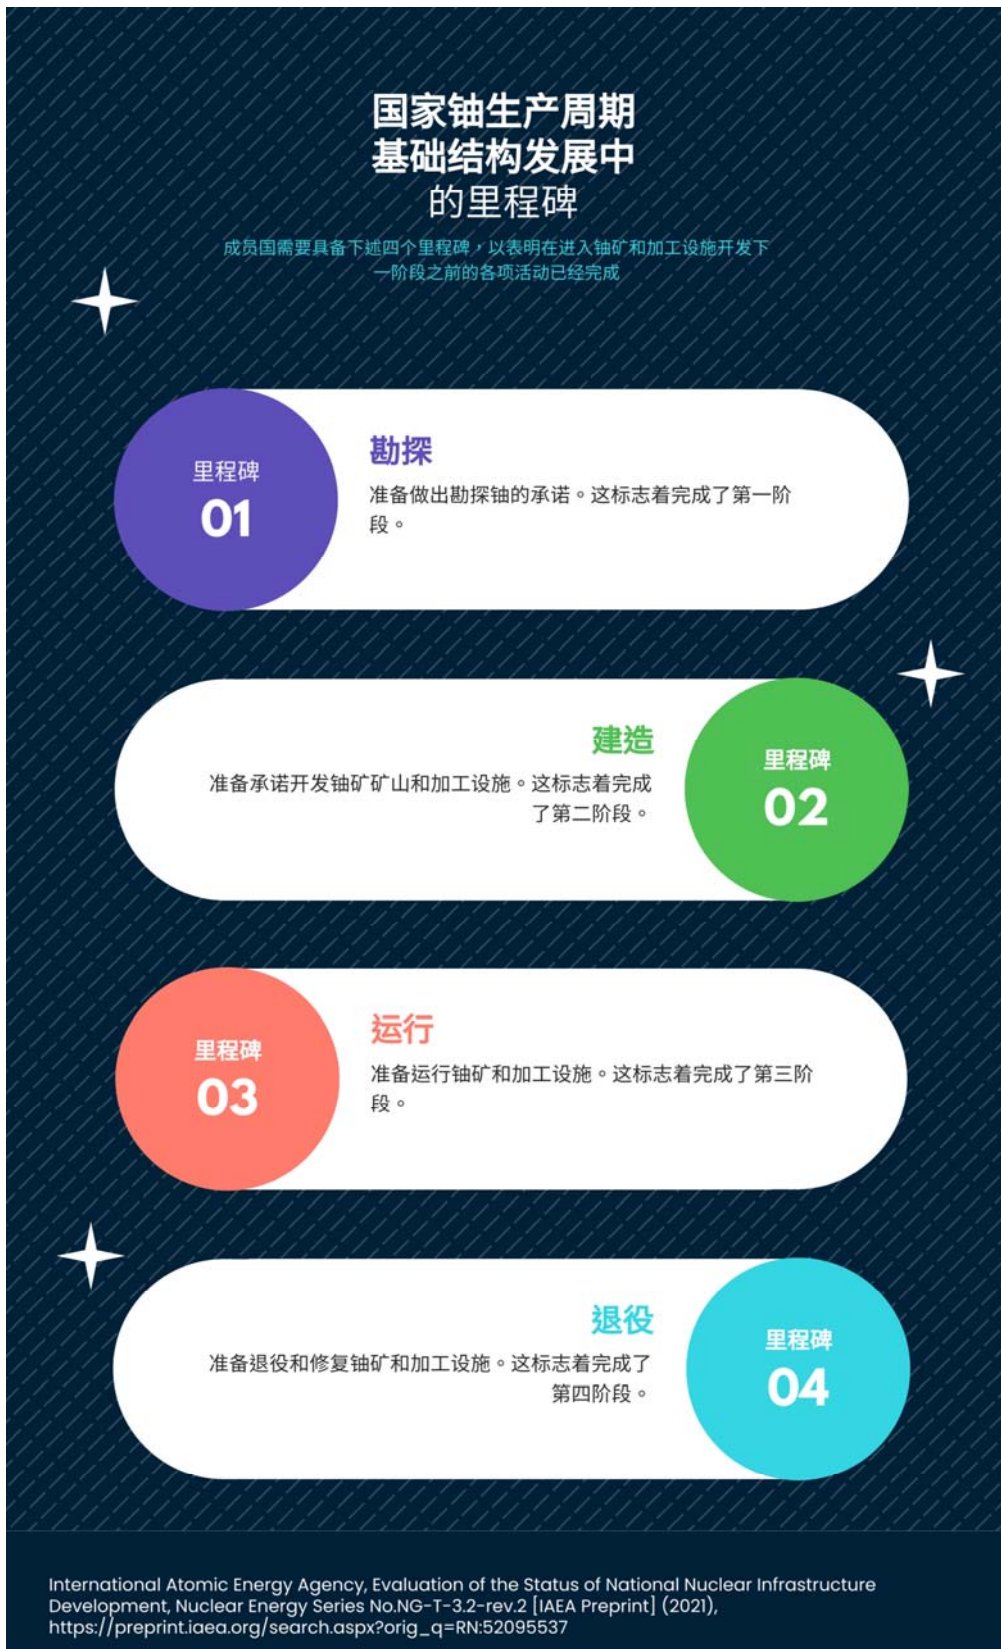 国家铀生产周期
基础结构发展中
的里程碑
成员国需要具备下述四个里程碑，以表明在进入铀矿和加工设施开发下
一阶段之前的各项活动已经完成
里程碑
01
勘探
准备做出勘探铀的承诺。这标志着完成了第一阶
段。
建造
准备承诺开发铀矿矿山和加工设施。这标志着完成
了第二阶段。
里程碑
02
里程碑
03
运行
准备运行铀矿和加工设施。这标志着完成了第三阶
段。
退役
准备退役和修复铀矿和加工设施。这标志着完成了
第四阶段。
里程碑
04
International Atomic Energy Agency, Evaluation of the Status of National Nuclear Infrastructure
Development, Nuclear Energy Series No.NG-T-3.2-rev.2 [IAEA Preprint] (2021),
https://preprint.iaea.org/search.aspx?orig_q=RN:52095537